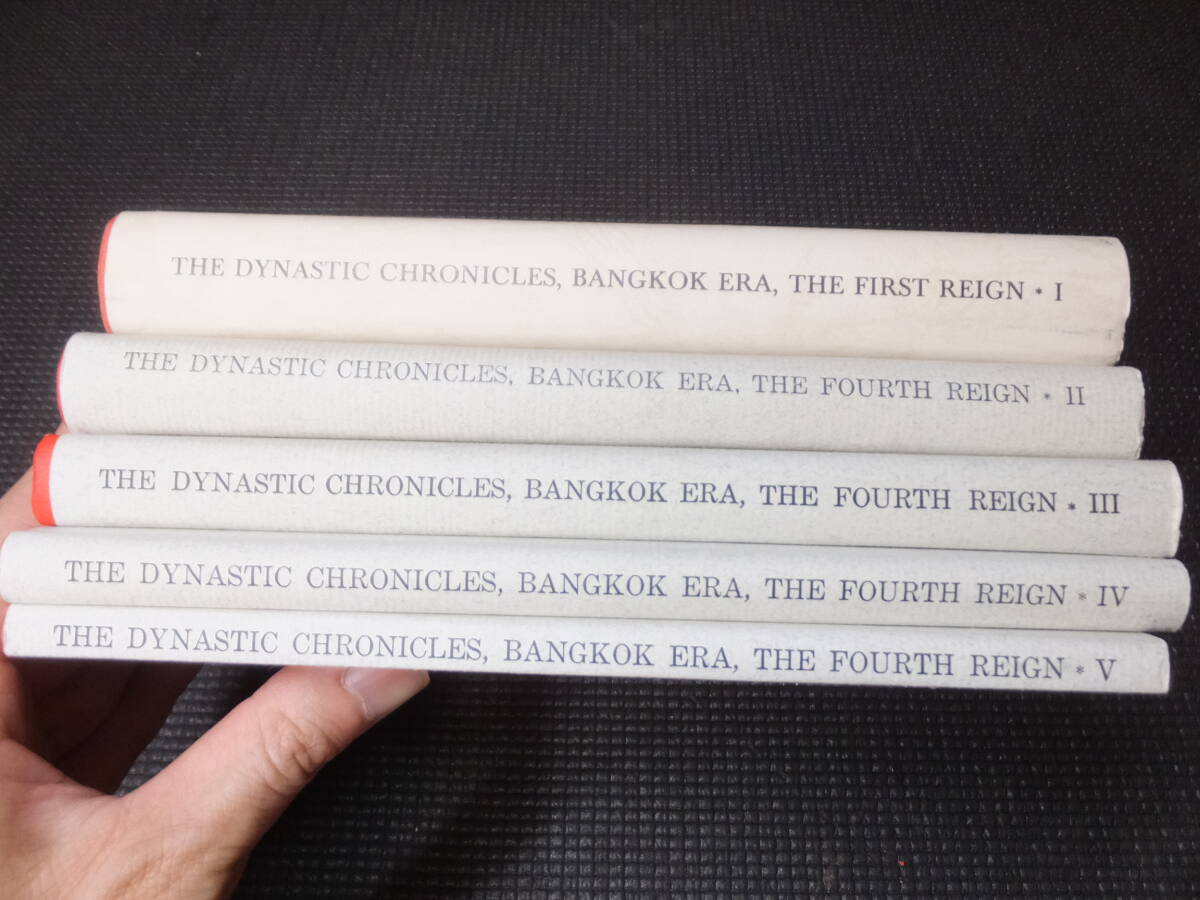 THE DYNASTIC CHRONICLES, BANGKOK ERA, THE FIRST REIGN * I
THE DYNASTIC CHRONICLES, BANGKOK ERA, THE FOURTH REIGN * II
THE DYNASTIC CHRONICLES, BANGKOK ERA, THE FOURTH REIGN * III
THE DYNASTIC CHRONICLES, BANGKOK ERA, THE FOURTH REIGN * IV
THE DYNASTIC CHRONICLES, BANGKOK ERA, THE FOURTH REIGN * V